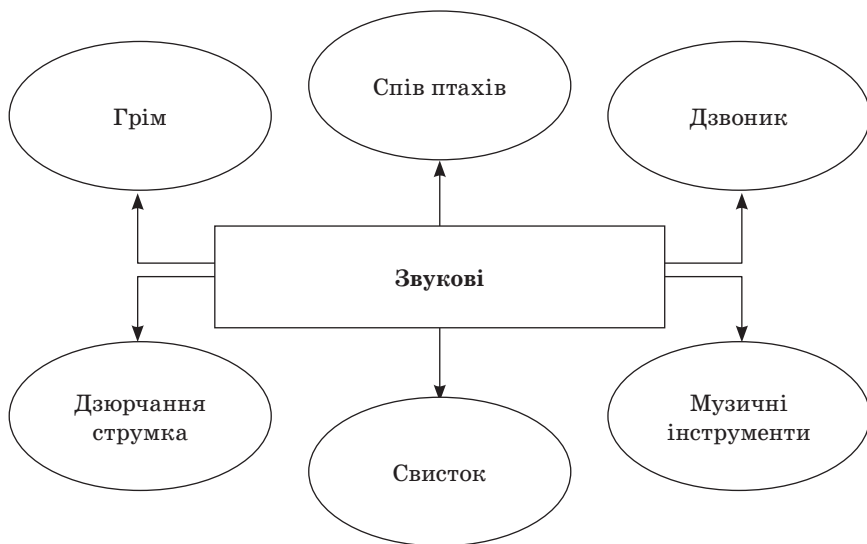 Грім
Спів птахів
Дзвоник
Звукові
Дзюрчання
струмка
Свисток
Музичні
інструменти